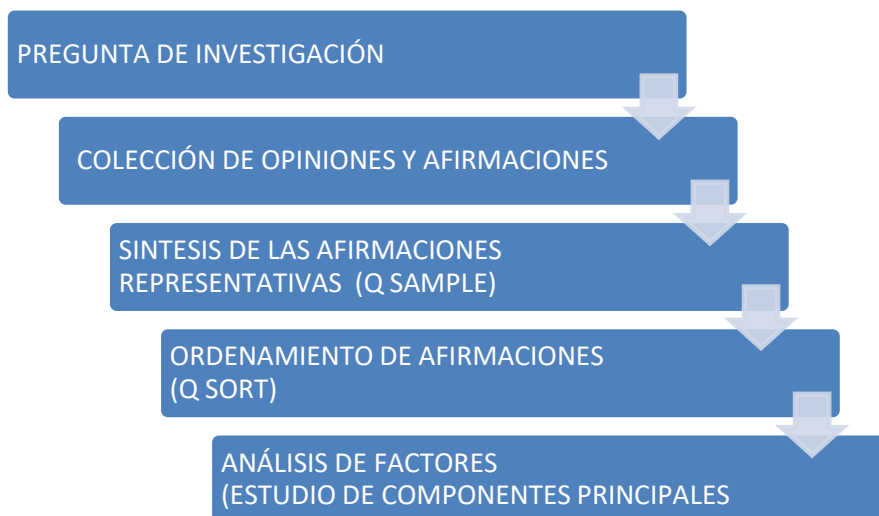 PREGUNTA DE INVESTIGACIÓN
COLECCIÓN DE OPINIONES Y AFIRMACIONES
SINTESIS DE LAS AFIRMACIONES
REPRESENTATIVAS (Q SAMPLE)
ORDENAMIENTO DE AFIRMACIONES
(Q SORT)
ANÁLISIS DE FACTORES
(ESTUDIO DE COMPONENTES PRINCIPALES